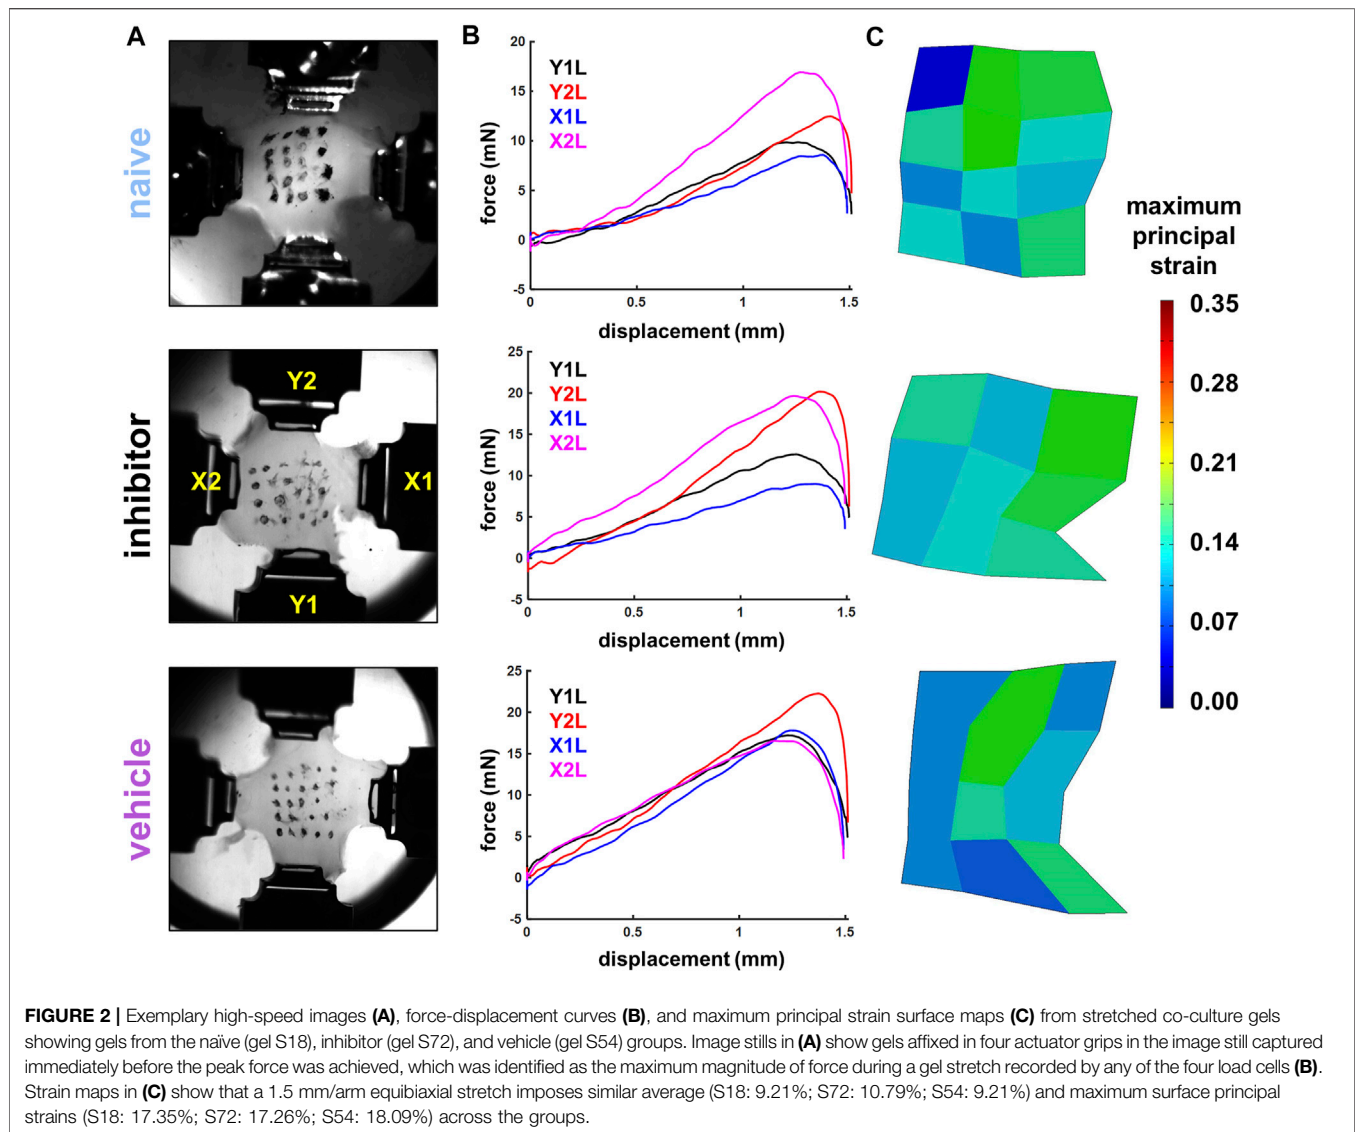 A
B
C
naive
20
15
10
5
0
-5
force (mN)
Y1L
Y2L
X1L
X2L
0
0.5
1
1.5
displacement (mm)
inhibitor
Y2
X2
X1
Y1
25
20
15
10
5
0
-5
force (mN)
Y1L
Y2L
X1L
X2L
0
0.5
1
1.5
displacement (mm)
vehicle
25
20
15
10
5
0
-5
force (mN)
Y1L
Y2L
X1L
X2L
0
0.5
1
1.5
displacement (mm)
maximum
principal
strain
0.35
0.28
0.21
0.14
0.07
0.00
FIGURE 2 | Exemplary high-speed images (A), force-displacement curves (B), and maximum principal strain surface maps (C) from stretched co-culture gels
showing gels from the naïve (gel S18), inhibitor (gel S72), and vehicle (gel S54) groups. Image stills in (A) show gels affixed in four actuator grips in the image still captured
immediately before the peak force was achieved, which was identified as the maximum magnitude of force during a gel stretch recorded by any of the four load cells (B).
Strain maps in (C) show that a 1.5 mm/arm equibiaxial stretch imposes similar average (S18: 9.21%; S72: 10.79%; S54: 9.21%) and maximum surface principal
strains (S18: 17.35%; S72: 17.26%; S54: 18.09%) across the groups.